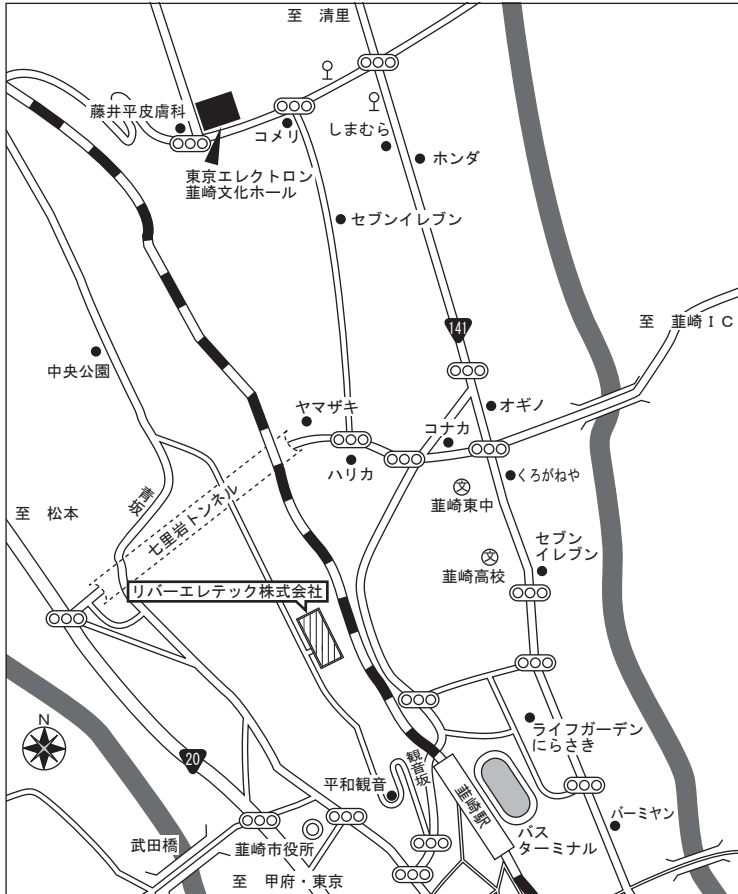 至 清里
藤井平皮膚科
コメリ
しまむら
ホンダ
東京エレクトロン
韮崎文化ホール
セブンイレブン
141
至 韮崎IC
中央公園
ヤマザキ
オギノ
コナカ
ハリカ
くろがねや
文
韮崎東中
青坂
七里岩トンネル
至 松本
セブン
イレブン
文
韮崎高校
リバーエレテック株式会社
N
20
ライフガーデン
にらさき
観音坂
平和観音
韮崎駅
バス
ターミナル
バーミヤン
武田橋
韮崎市役所
至 甲府・東京